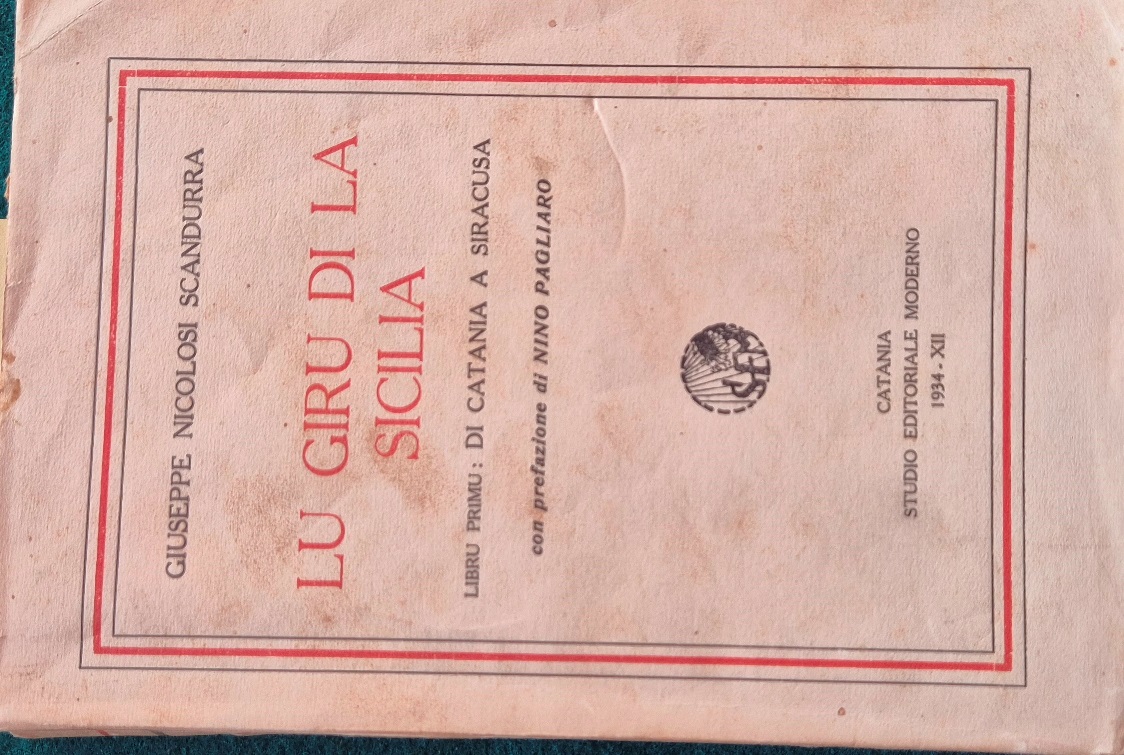 GIUSEPPE NICOLOSI SCANDURRA
LU GIRU DI LA
SICILIA
LIBRU PRIMU: DI CATANIA A SIRACUSA
con prefazione di NINO PAGLIARO
CATANIA
STUDIO EDITORIALE MODERNO
1934 - XII